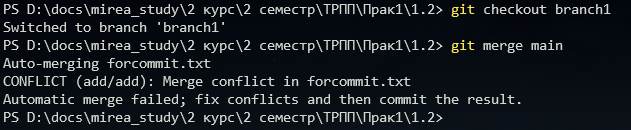 PS D:\docs\mirea_study\2 курс\2 семестр\ТРПП\Прак1\1.2> git checkout branch1
Switched to branch 'branch1'
PS D:\docs\mirea_study\2 курс\2 семестр\ТРПП\Прак1\1.2> git merge main
Auto-merging forcommit.txt
CONFLICT (add/add): Merge conflict in forcommit.txt
Automatic merge failed; fix conflicts and then commit the result.
PS D:\docs\mirea_study\2 курс\2 семестр\ТРПП\Прак1\1.2>